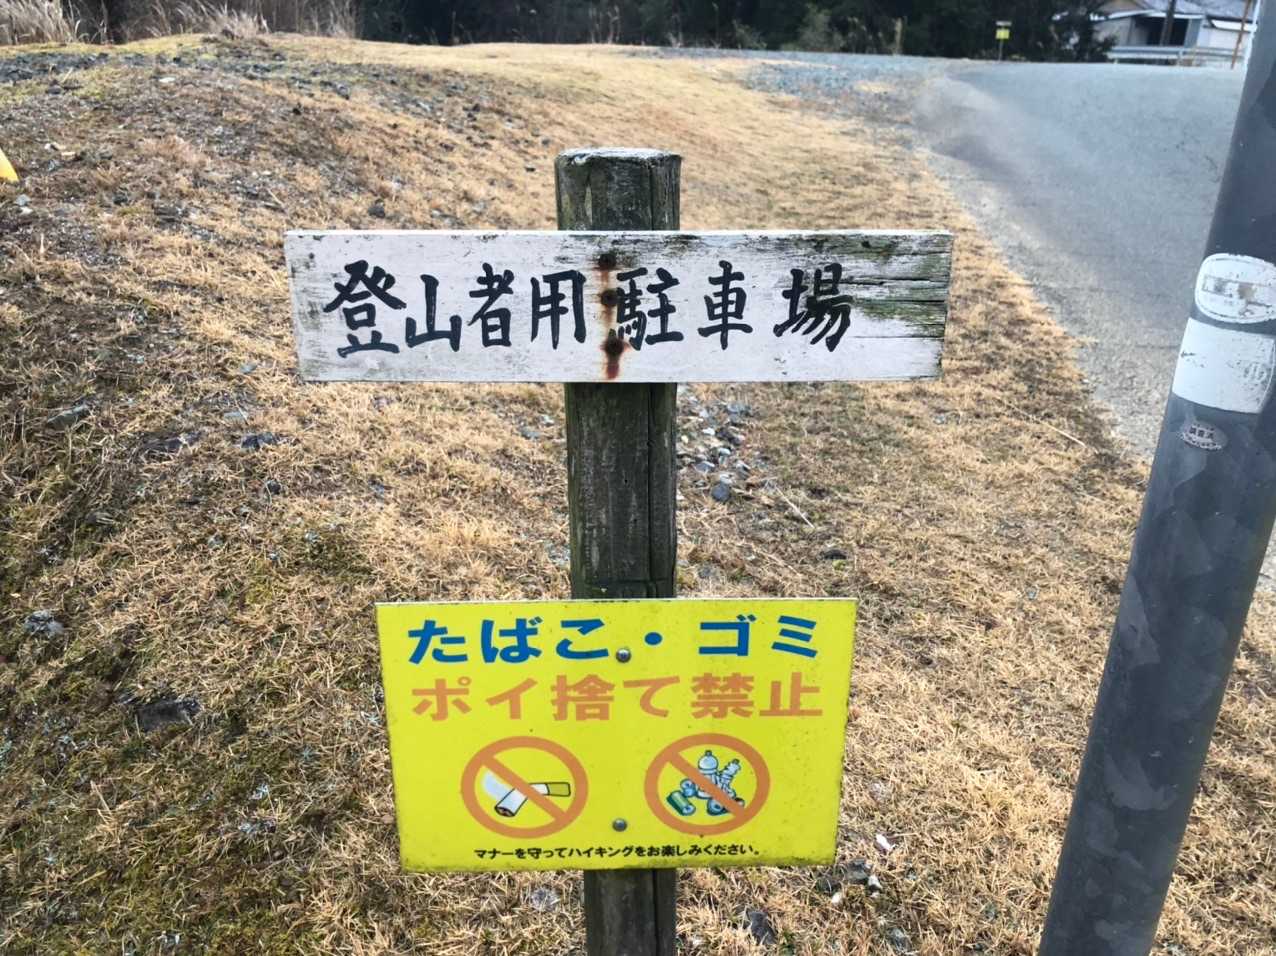 登山者用駐車場
たばこ・ゴミ
ポイ捨て禁止
マナーを守ってハイキングをお楽しみください。